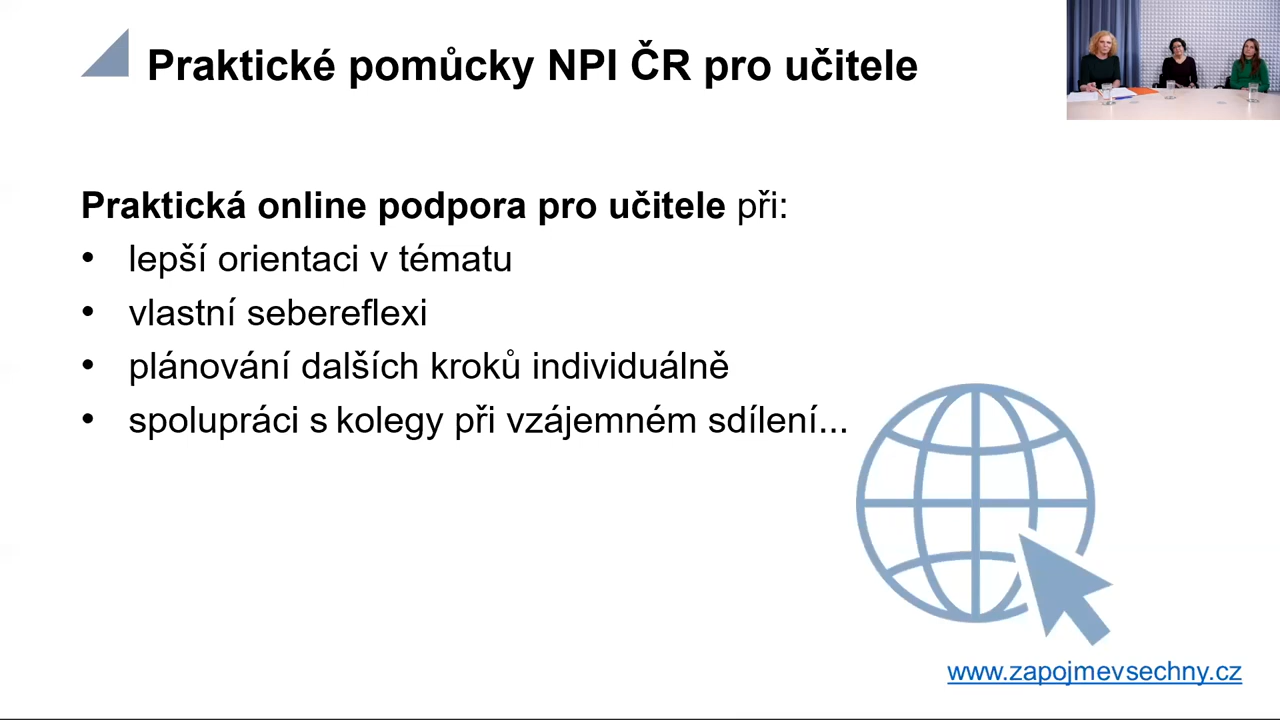 Praktické pomůcky NPI ČR pro učitele
Praktická online podpora pro učitele při:
• lepší orientaci v tématu
• vlastní sebereflexi
• plánování dalších kroků individuálně
• spolupráci s kolegy při vzájemném sdílení...
www.zapojmevsechny.cz